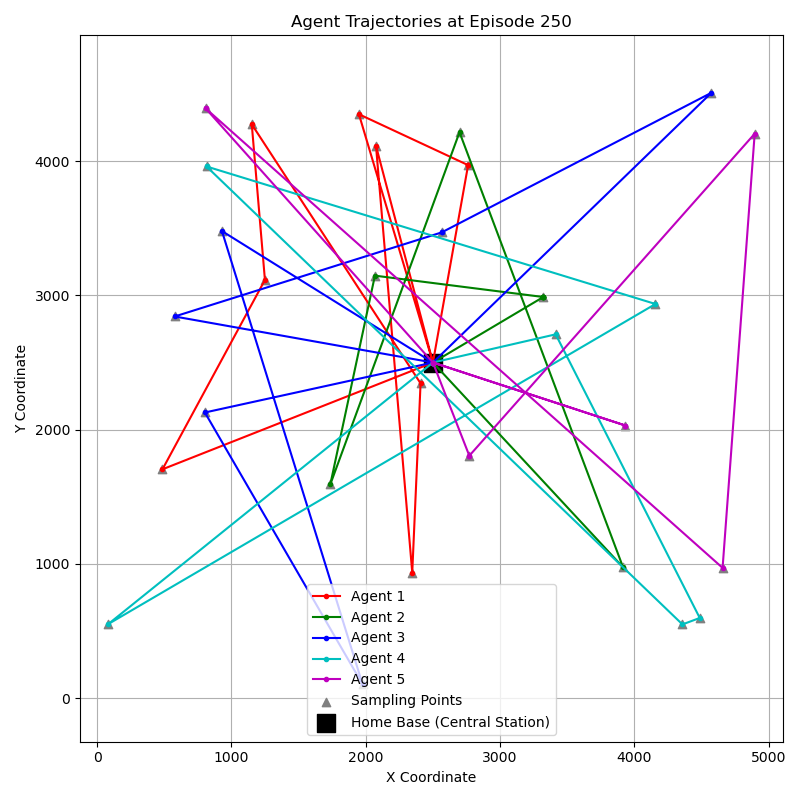 Agent Trajectories at Episode 250
Y Coordinate
4000
3000
2000
1000
0
Agent 1
Agent 2
Agent 3
Agent 4
Agent 5
Sampling Points
Home Base (Central Station)
0 1000 2000 3000 4000 5000
X Coordinate